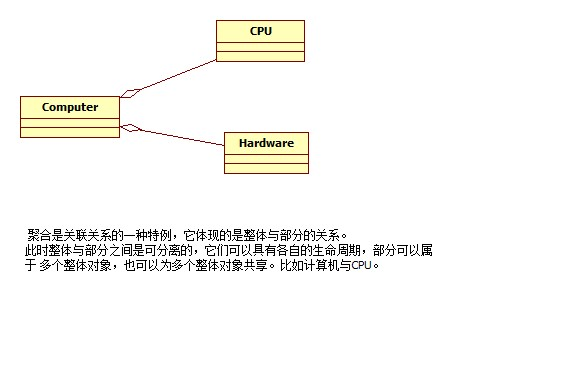 CPU
Computer
Hardware
聚合是关联关系的一种特例，它体现的是整体与部分的关系。
此时整体与部分之间是可分离的，它们可以具有各自的生命周期，部分可以属
于 多个整体对象，也可以为多个整体对象共享。比如计算机与CPU。